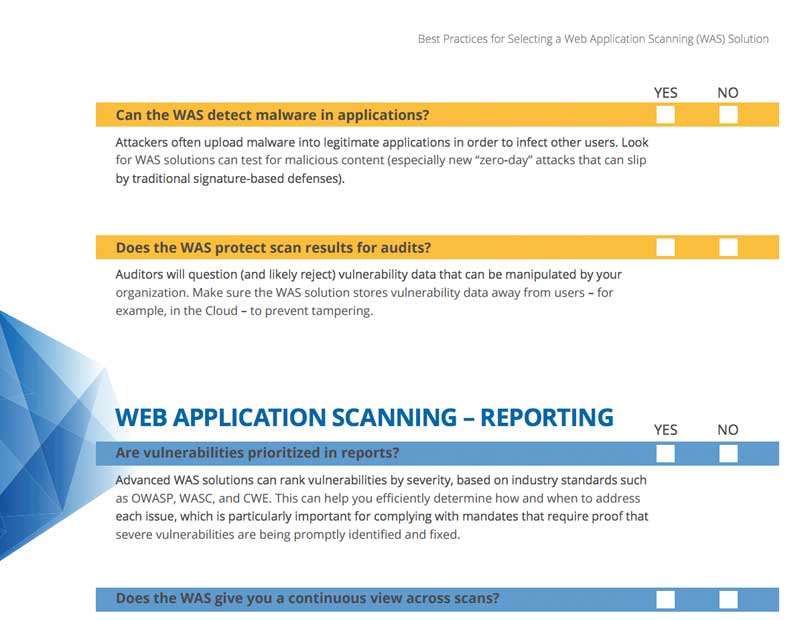 Best Practices for Selecting a Web Application Scanning (WAS) Solution
YES NO
Can the WAS detect malware in applications?
Attackers often upload malware into legitimate applications in order to infect other users. Look
for WAS solutions can test for malicious content (especially new “zero-day” attacks that can slip
by traditional signature-based defenses).
Does the WAS protect scan results for audits?
Auditors will question (and likely reject) vulnerability data that can be manipulated by your
organization. Make sure the WAS solution stores vulnerability data away from users – for
example, in the Cloud – to prevent tampering.
WEB APPLICATION SCANNING – REPORTING
YES NO
Are vulnerabilities prioritized in reports?
Advanced WAS solutions can rank vulnerabilities by severity, based on industry standards such
as OWASP, WASC, and CWE. This can help you efficiently determine how and when to address
each issue, which is particularly important for complying with mandates that require proof that
severe vulnerabilities are being promptly identified and fixed.
Does the WAS give you a continuous view across scans?